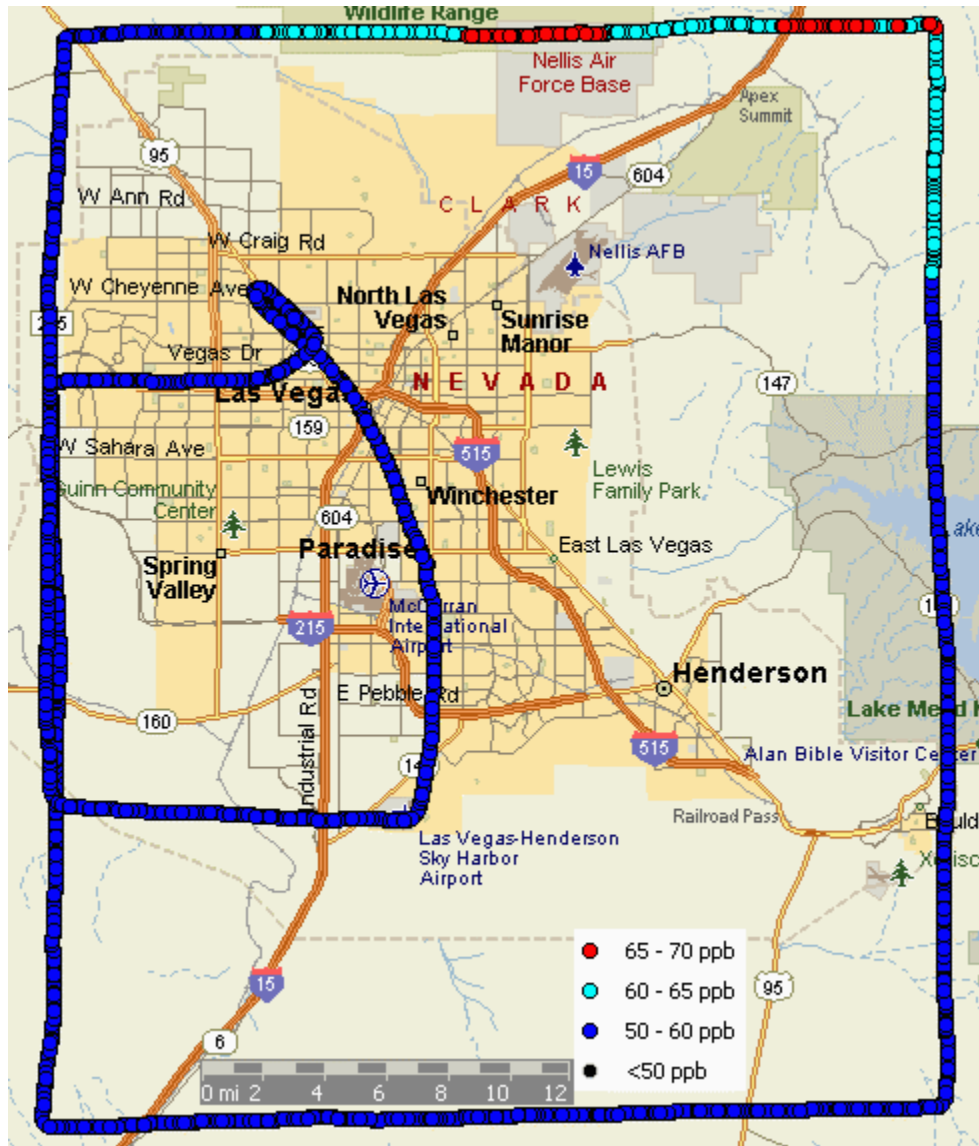 Wildlife Range
Nellis Air
Force Base
Apex
Summit
95
15
604
W Ann Rd
C L A R K
W Craig Rd
Nellis AFB
W Cheyenne Ave
North Las
Vegas
Sunrise
Manor
Vegas Dr
N E V A D A
147
Las Vegas
159
W Sahara Ave
515
Lewis
Family Park
Guinn Community
Center
Winchester
604
Paradise
East Las Vegas
Spring
Valley
McCarran
International
Airport
215
Henderson
E Pebble Rd
160
Industrial Rd
Lake Mead N
515
Alan Bible Visitor Center
Railroad Pass
Las Vegas-Henderson
Sky Harbor
Airport
65 - 70 ppb
60 - 65 ppb
50 - 60 ppb
<50 ppb
15
95
6
0 mi 2 4 6 8 10 12